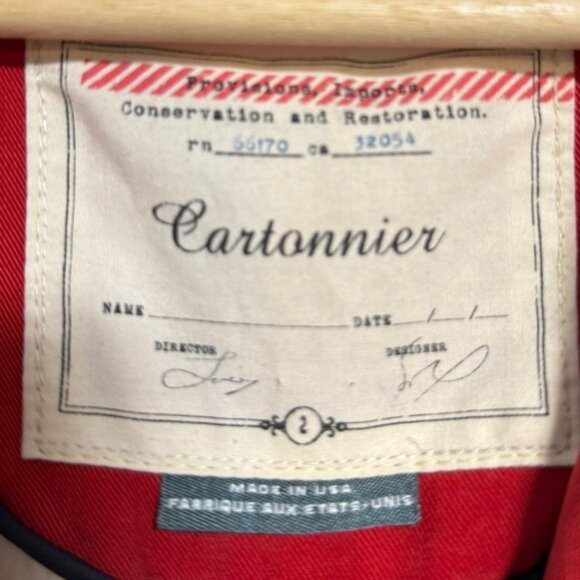 Provisions, Imports,
Conservation and Restoration.
rn 66170 ca 32054
Cartonnier
NAME DATE / /
DIRECTOR DESIGNER
2
MADE IN USA
FABRIQUE AUX ETATS-UNIS